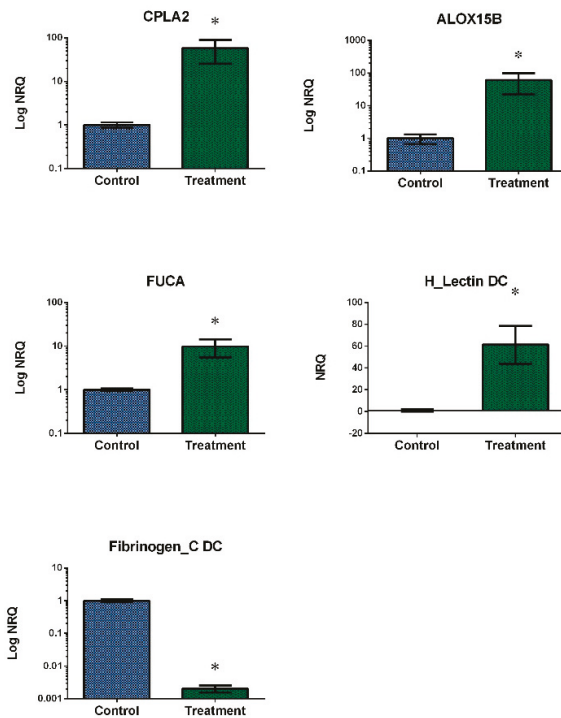 CPLA2
*
100
10
1
0.1
Log NRQ
Control Treatment
ALOX15B
*
1000
100
10
1
0.1
Log NRQ
Control Treatment
FUCA
*
100
10
1
0.1
Log NRQ
Control Treatment
H_Lectin DC
*
100
80
60
40
20
0
-20
NRQ
Control Treatment
Fibrinogen_C DC
10
1
0.1
0.01
0.001
*
Log NRQ
Control Treatment